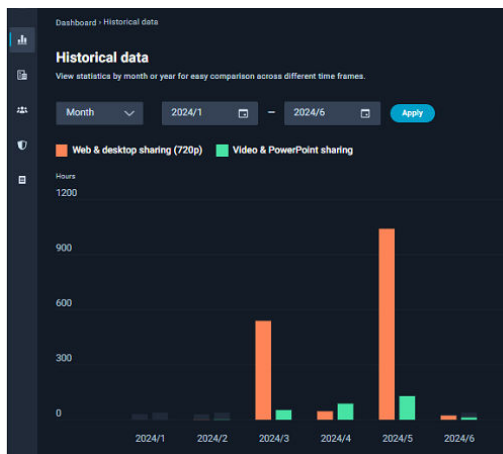 Dashboard › Historical data
Historical data
View statistics by month or year for easy comparison across different time frames.
Month 2024/1 – 2024/6 Apply
Web & desktop sharing (720p) Video & PowerPoint sharing
Hours
1200
900
600
300
0
2024/1 2024/2 2024/3 2024/4 2024/5 2024/6